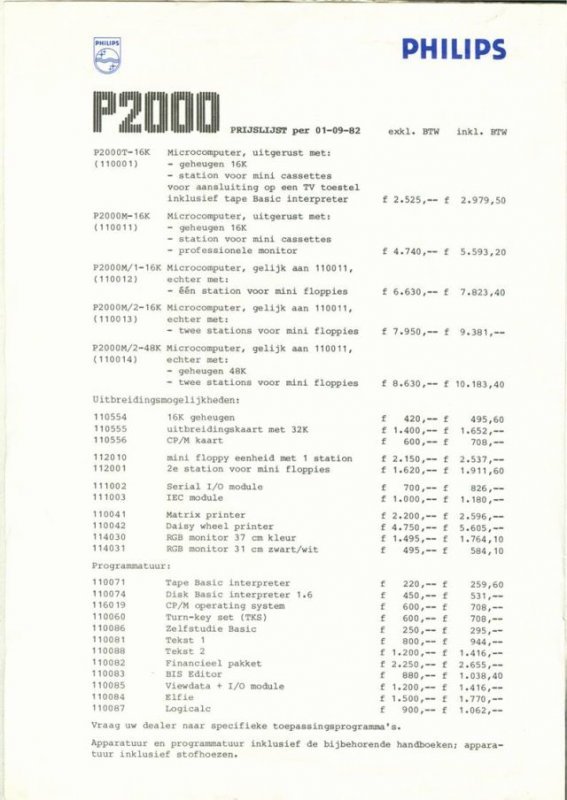 PHILIPS
PHILIPS
P2000 PRIJSLIJST per 01-09-82 exkl. BTW inkl. BTW
P2000T-16K Microcomputer, uitgerust met:
(110001) - geheugen 16K
- station voor mini cassettes
voor aansluiting op een TV toestel
inklusief tape Basic interpreter f 2.525,-- f 2.979,50
P2000M-16K Microcomputer, uitgerust met:
(110011) - geheugen 16K
- station voor mini cassettes
- professionele monitor f 4.740,-- f 5.593,20
P2000M/1-16K Microcomputer, gelijk aan 110011,
(110012) echter met:
- één station voor mini floppies f 6.630,-- f 7.823,40
P2000M/2-16K Microcomputer, gelijk aan 110011,
(110013) echter met:
- twee stations voor mini floppies f 7.950,-- f 9.381,--
P2000M/2-48K Microcomputer, gelijk aan 110011,
(110014) echter met:
- geheugen 48K
- twee stations voor mini floppies f 8.630,-- f 10.183,40
Uitbreidingsmogelijkheden:
110554 16K geheugen f 420,-- f 495,60
110555 uitbreidingskaart met 32K f 1.400,-- f 1.652,--
110556 CP/M kaart f 600,-- f 708,--
112010 mini floppy eenheid met 1 station f 2.150,-- f 2.537,--
112001 2e station voor mini floppies f 1.620,-- f 1.911,60
111002 Serial I/O module f 700,-- f 826,--
111003 IEC module f 1.000,-- f 1.180,--
110041 Matrix printer f 2.200,-- f 2.596,--
110042 Daisy wheel printer f 4.750,-- f 5.605,--
114030 RGB monitor 37 cm kleur f 1.495,-- f 1.764,10
114031 RGB monitor 31 cm zwart/wit f 495,-- f 584,10
Programmatuur:
110071 Tape Basic interpreter f 220,-- f 259,60
110074 Disk Basic interpreter 1.6 f 450,-- f 531,--
116019 CP/M operating system f 600,-- f 708,--
110060 Turn-key set (TKS) f 600,-- f 708,--
110086 Zelfstudie Basic f 250,-- f 295,--
110081 Tekst 1 f 800,-- f 944,--
110088 Tekst 2 f 1.200,-- f 1.416,--
110082 Financieel pakket f 2.250,-- f 2.655,--
110083 BIS Editor f 880,-- f 1.038,40
110085 Viewdata + I/O module f 1.200,-- f 1.416,--
110084 Elfie f 1.500,-- f 1.770,--
110087 Logicalc f 900,-- f 1.062,--
Vraag uw dealer naar specifieke toepassingsprogramma's.
Apparatuur en programmatuur inklusief de bijbehorende handboeken; appara-
tuur inklusief stofhoezen.